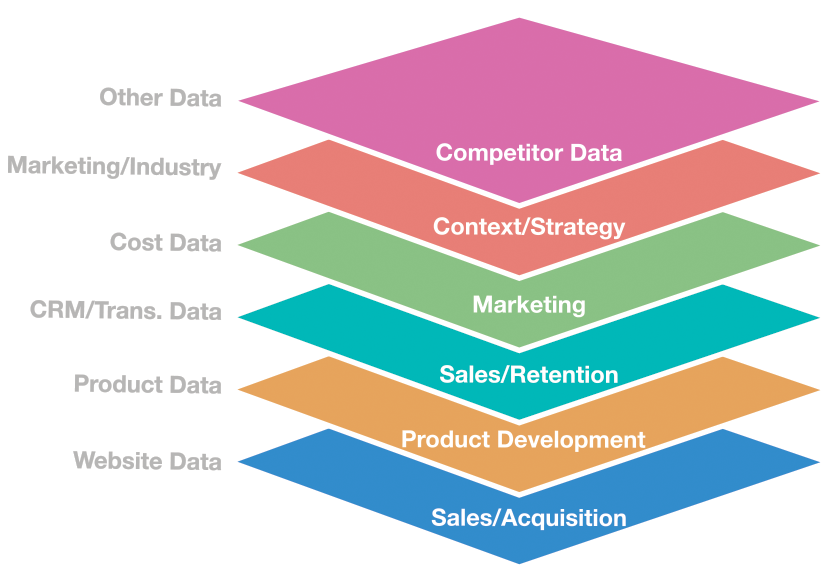 Other Data
Competitor Data
Marketing/Industry
Context/Strategy
Cost Data
Marketing
CRM/Trans. Data
Sales/Retention
Product Data
Product Development
Website Data
Sales/Acquisition